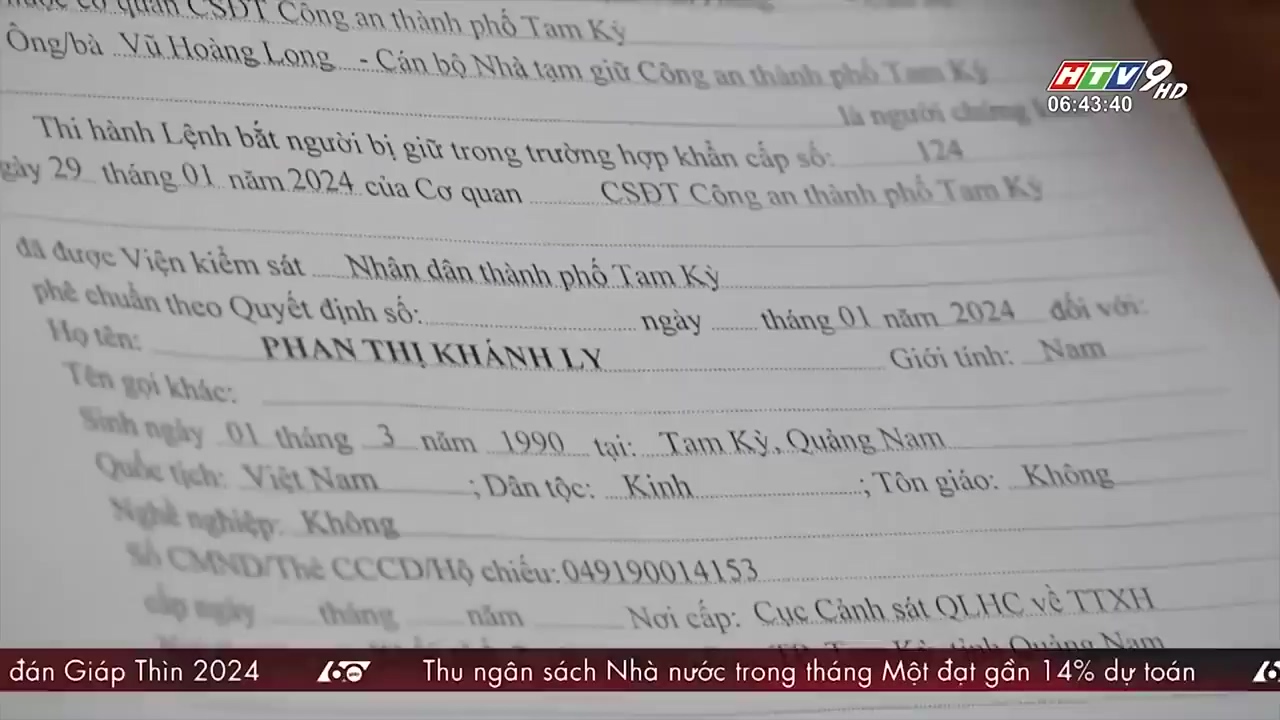 cơ quan CSĐT Công an thành phố Tam Kỳ
Ông/bà Vũ Hoàng Long - Cán bộ Nhà tạm giữ Công an thành phố Tam Kỳ
là người chứng
Thi hành Lệnh bắt người bị giữ trong trường hợp khẩn cấp số: 124
gày 29 tháng 01 năm 2024 của Cơ quan CSĐT Công an thành phố Tam Kỳ
đã được Viện kiểm sát Nhân dân thành phố Tam Kỳ
phê chuẩn theo Quyết định số: ngày tháng 01 năm 2024 đối với:
Họ tên: PHAN THỊ KHÁNH LY Giới tính: Nam
Tên gọi khác:
Sinh ngày 01 tháng 3 năm 1990 tại: Tam Kỳ, Quảng Nam
Quốc tịch: Việt Nam ; Dân tộc: Kinh ; Tôn giáo: Không
Nghề nghiệp: Không
Số CMND/Thẻ CCCD/Hộ chiếu: 049190014153
cấp ngày tháng năm Nơi cấp: Cục Cảnh sát QLHC về TTXH
TP. Tam Kỳ, tỉnh Quảng Nam
HTV9 HD
06:43:40
đán Giáp Thìn 2024 60 giây Thu ngân sách Nhà nước trong tháng Một đạt gần 14% dự toán